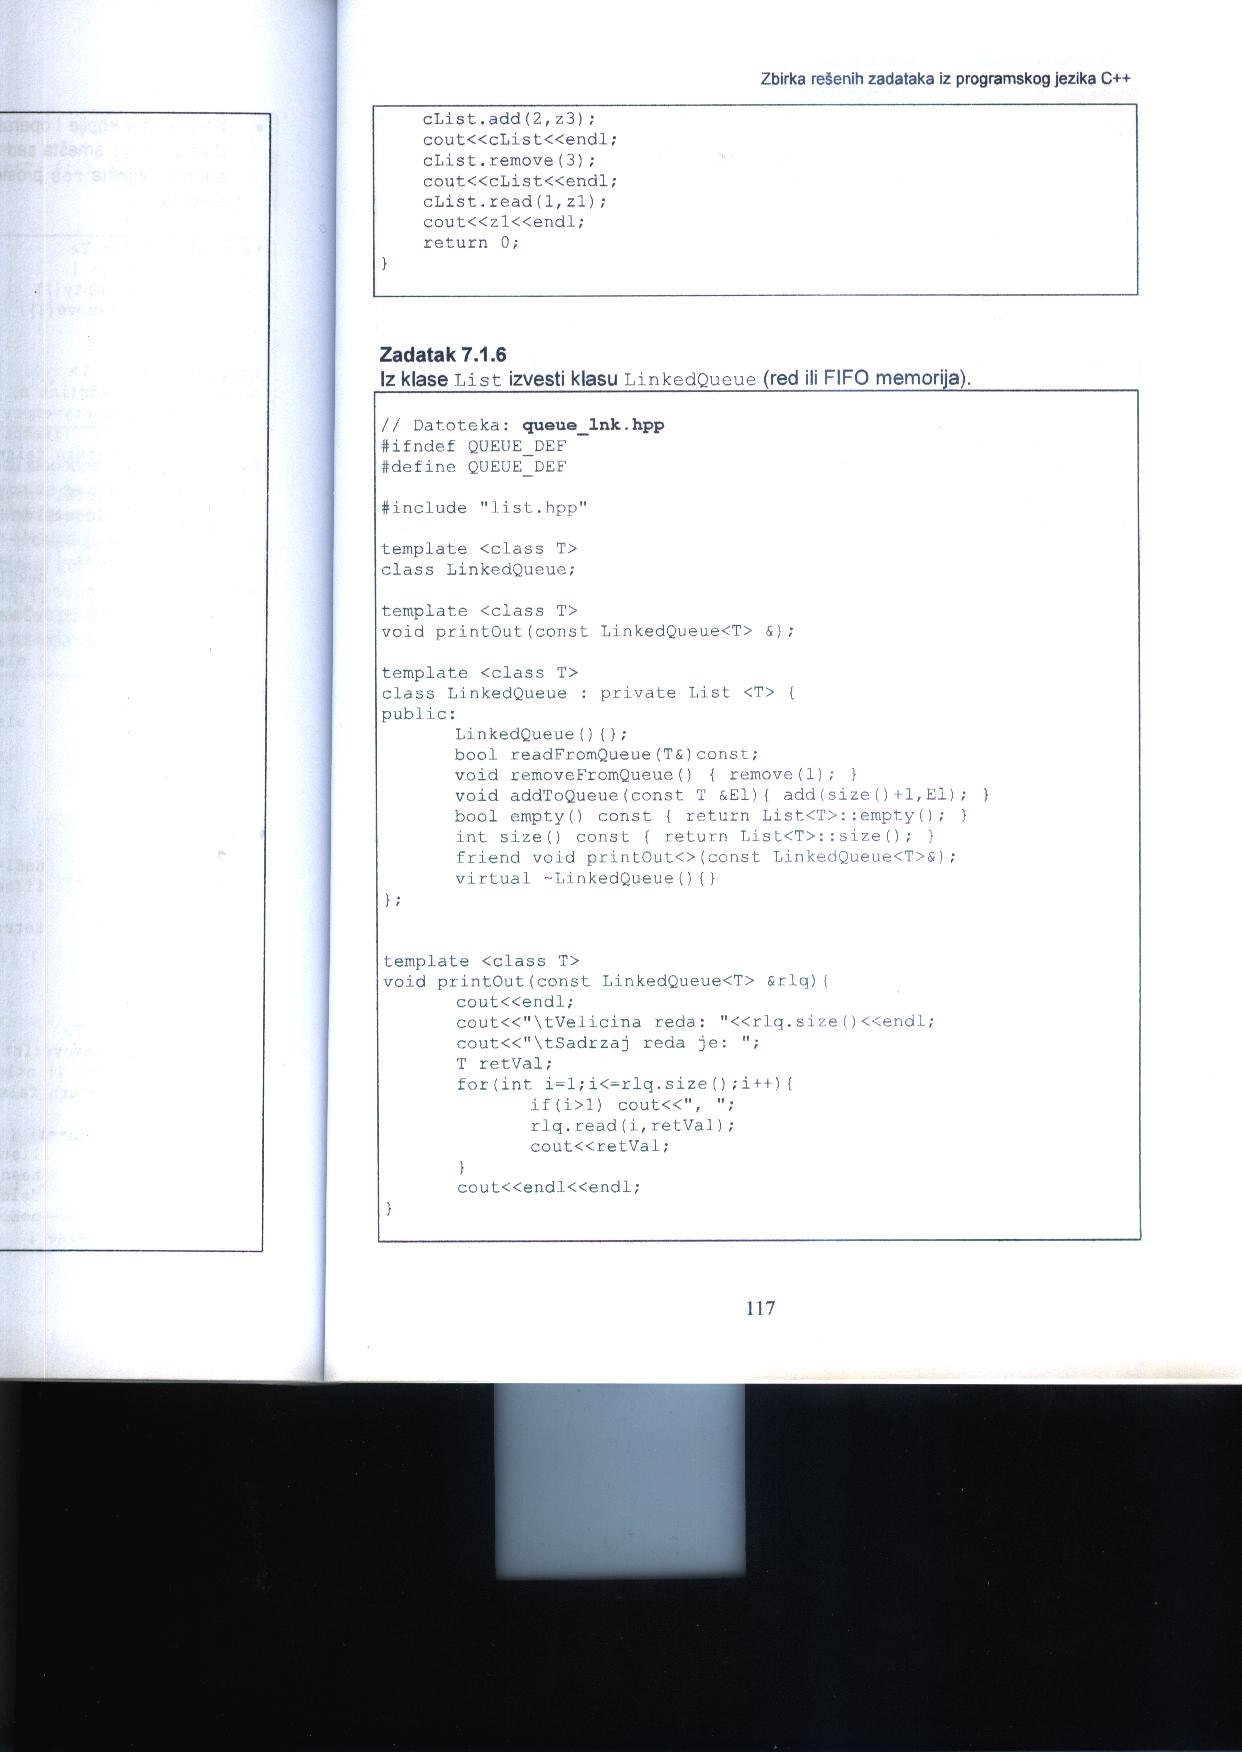 Zbirka rešenih zadataka iz programskog jezika C++
cList.add(2,z3);
cout<<cList<<endl;
cList.remove(3);
cout<<cList<<endl;
cList.read(1,z1);
cout<<z1<<endl;
return 0;
}
Zadatak 7.1.6
Iz klase List izvesti klasu LinkedQueue (red ili FIFO memorija).
// Datoteka: queue_lnk.hpp
#ifndef QUEUE_DEF
#define QUEUE_DEF
#include "list.hpp"
template <class T>
class LinkedQueue;
template <class T>
void printOut(const LinkedQueue<T> &);
template <class T>
class LinkedQueue : private List <T> {
public:
LinkedQueue(){};
bool readFromQueue(T&)const;
void removeFromQueue() { remove(1); }
void addToQueue(const T &El){ add(size()+1,El); }
bool empty() const { return List<T>::empty(); }
int size() const { return List<T>::size(); }
friend void printOut<>(const LinkedQueue<T>&);
virtual ~LinkedQueue(){}
};
template <class T>
void printOut(const LinkedQueue<T> &rlq){
cout<<endl;
cout<<"\tVelicina reda: "<<rlq.size()<<endl;
cout<<"\tSadrzaj reda je: ";
T retVal;
for(int i=1;i<=rlq.size();i++){
if(i>1) cout<<", ";
rlq.read(i,retVal);
cout<<retVal;
}
cout<<endl<<endl;
}
117